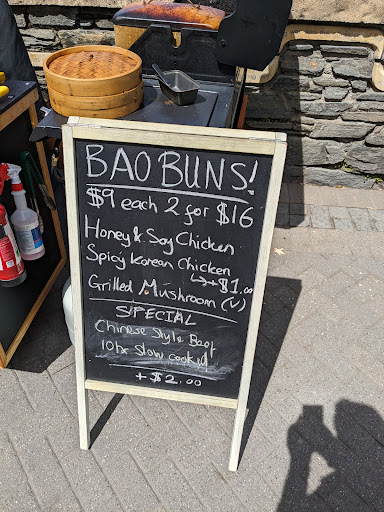 BAO BUNS!
$9 each 2 for $16
Honey & Soy Chicken
Spicy Korean Chicken
↳+$1.00
Grilled Mushroom (v)
SPECIAL
Chinese Style Beef
10hr Slow cooked
+ $2.00